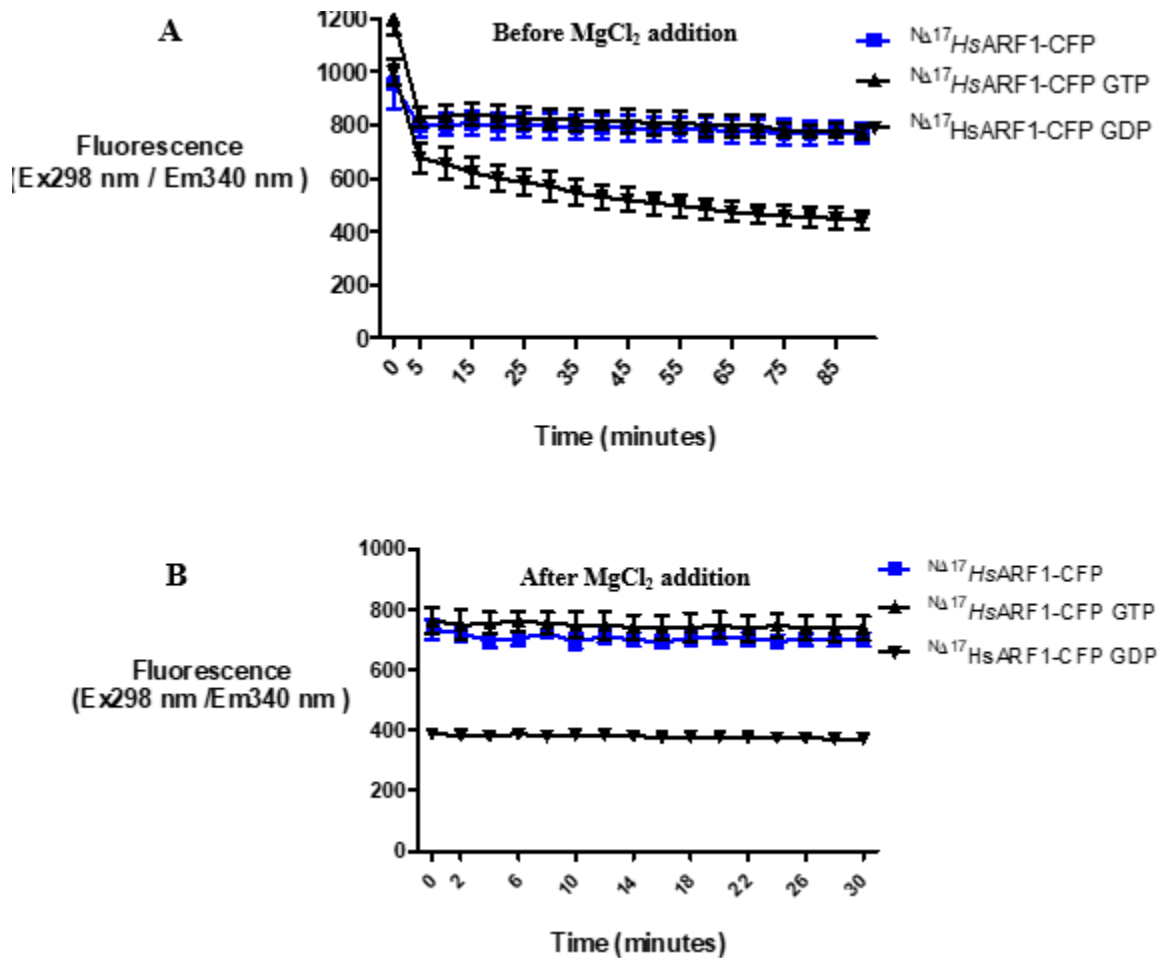 A
Before MgCl₂ addition
NΔ17HsARF1-CFP
NΔ17HsARF1-CFP GTP
NΔ17HsARF1-CFP GDP
Fluorescence
(Ex298 nm / Em340 nm )
1200
1000
800
600
400
200
0
0 5 15 25 35 45 55 65 75 85
Time (minutes)
B
After MgCl₂ addition
NΔ17HsARF1-CFP
NΔ17HsARF1-CFP GTP
NΔ17HsARF1-CFP GDP
Fluorescence
(Ex298 nm /Em340 nm )
1000
800
600
400
200
0
0 2 6 10 14 18 22 26 30
Time (minutes)